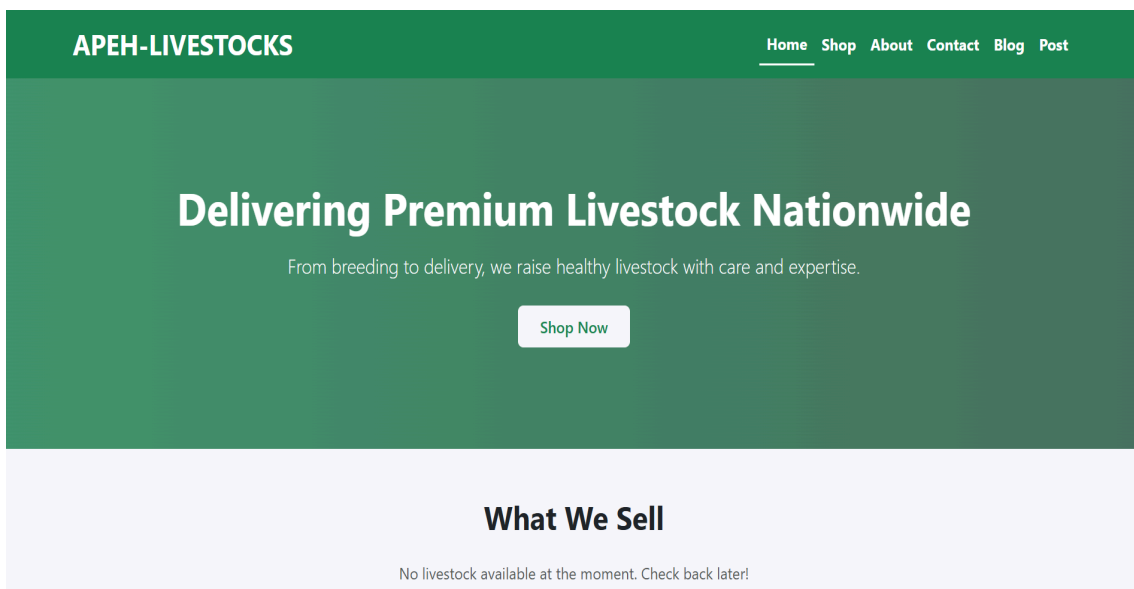 APEH-LIVESTOCKS
Home Shop About Contact Blog Post
Delivering Premium Livestock Nationwide
From breeding to delivery, we raise healthy livestock with care and expertise.
Shop Now
What We Sell
No livestock available at the moment. Check back later!